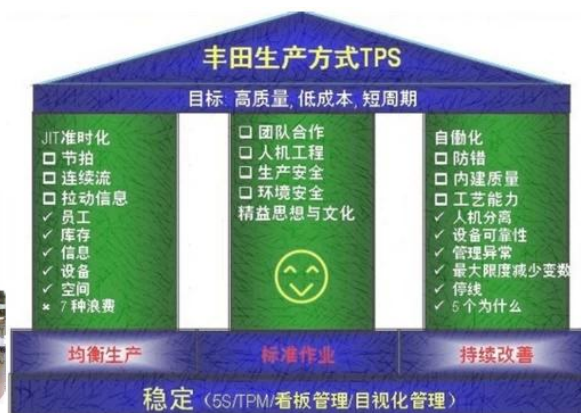 丰田生产方式TPS
目标:高质量,低成本,短周期
JIT准时化
□ 节拍
□ 连续流
□ 拉动信息
✓ 员工
✓ 库存
✓ 信息
✓ 设备
✓ 空间
× 7种浪费
□ 团队合作
□ 人机工程
□ 生产安全
□ 环境安全
精益思想与文化
自働化
□ 防错
□ 内建质量
□ 工艺能力
✓ 人机分离
✓ 设备可靠性
✓ 管理异常
✓ 最大限度减少变数
✓ 停线
✓ 5个为什么
均衡生产
标准作业
持续改善
稳定(5S/TPM/看板管理/目视化管理)